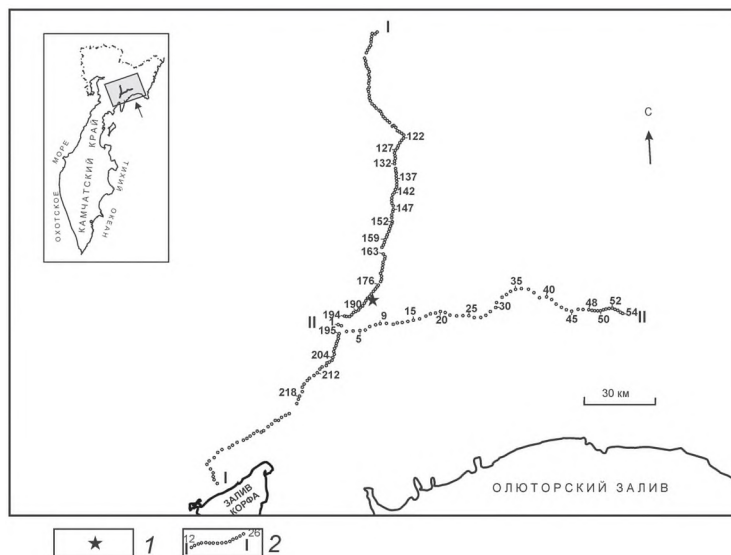 I
122
127
132
137
142
147
152
159
163
176
190
194
II
195
5
9
15
20
25
30
35
40
45
48
50
52
54
II
204
212
218
I
С
30 км
ОХОТСКОЕ МОРЕ
КАМЧАТСКИЙ КРАЙ
ТИХИЙ
ОКЕАН
ЗАЛИВ
КОРФА
ОЛЮТОРСКИЙ ЗАЛИВ
1
12
26
I
I
2